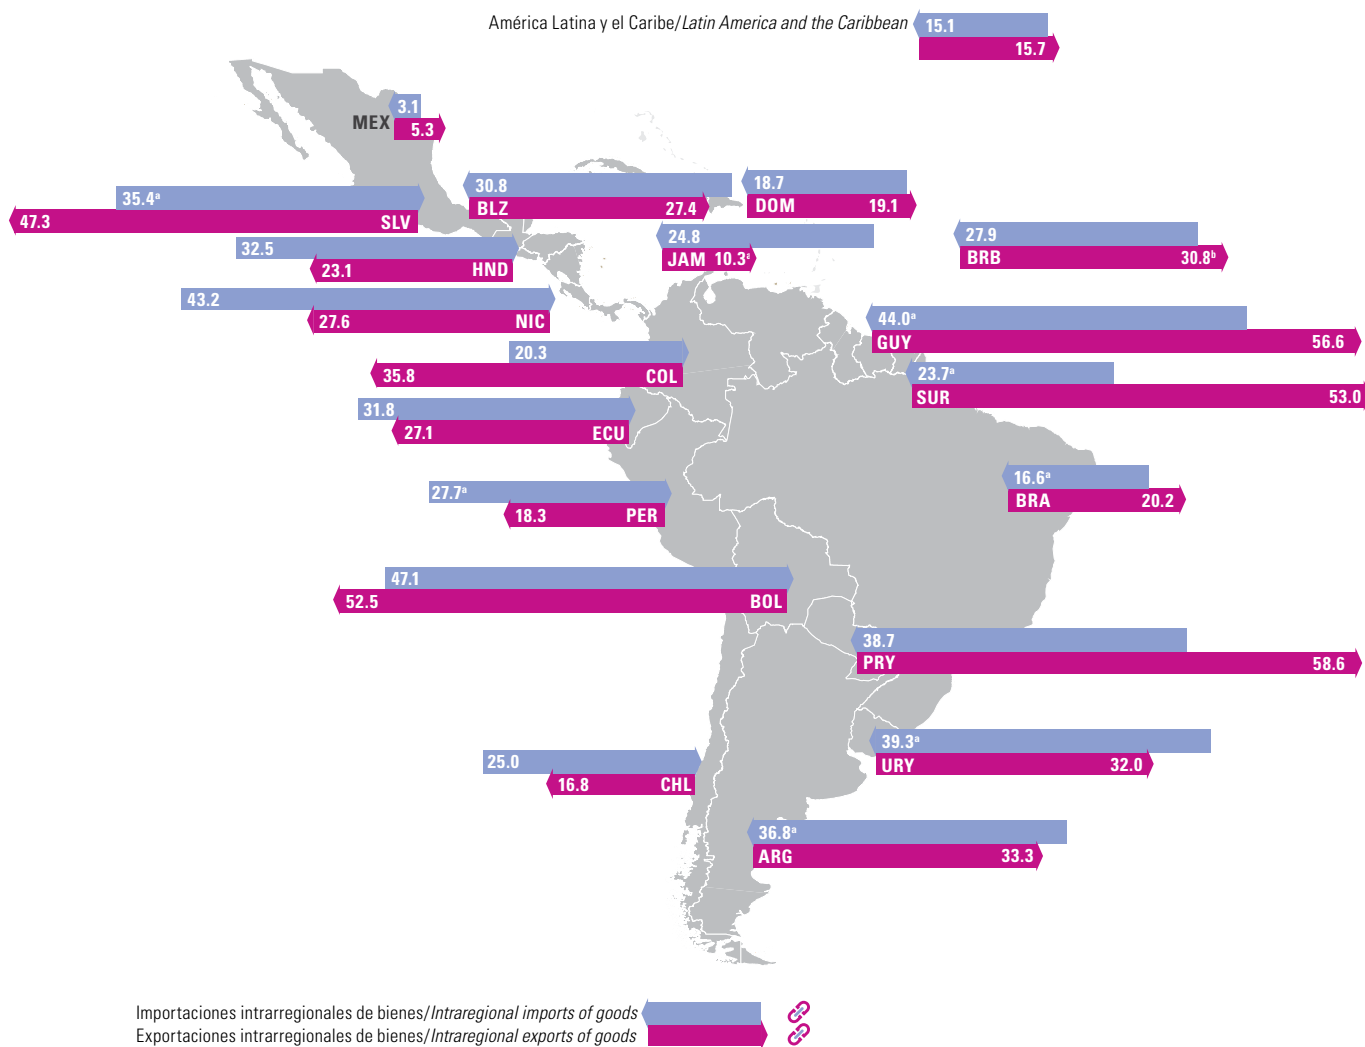 América Latina y el Caribe/Latin America and the Caribbean
15.1
15.7
MEX
3.1
5.3
35.4ª
47.3 SLV
30.8
BLZ 27.4
18.7
DOM 19.1
32.5
23.1 HND
24.8
JAM 10.3ª
27.9
BRB 30.8ᵇ
43.2
27.6 NIC
44.0ª
GUY 56.6
20.3
35.8 COL
23.7ª
SUR 53.0
31.8
27.1 ECU
16.6ª
BRA 20.2
27.7ª
18.3 PER
47.1
52.5 BOL
38.7
PRY 58.6
39.3ª
URY 32.0
25.0
16.8 CHL
36.8ª
ARG 33.3
Importaciones intrarregionales de bienes/Intraregional imports of goods
Exportaciones intrarregionales de bienes/Intraregional exports of goods